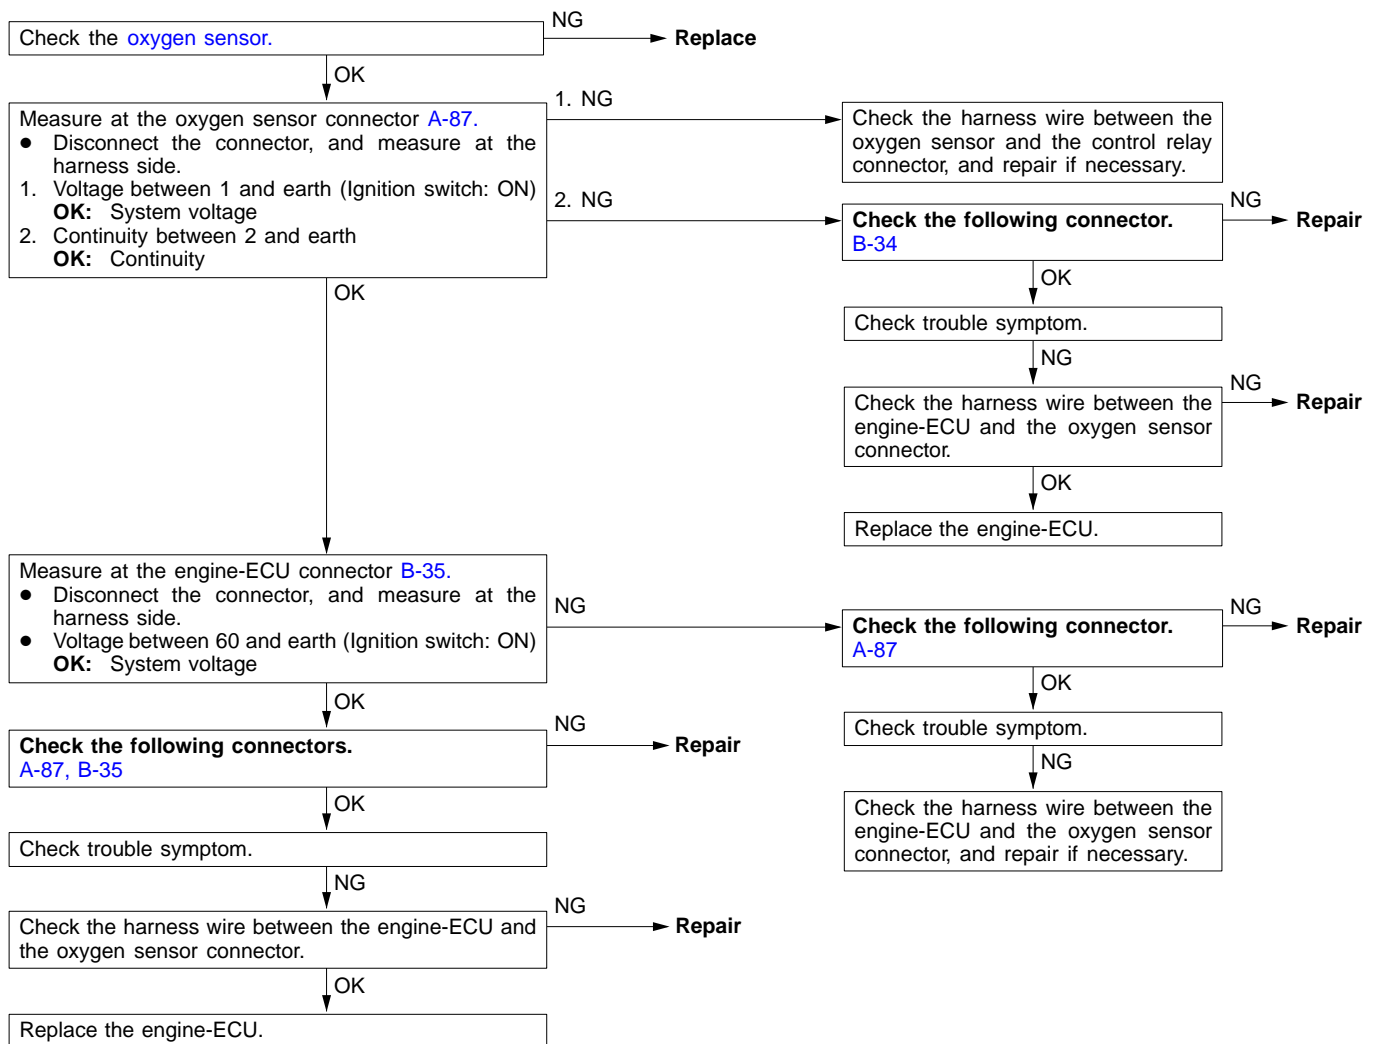 Check the oxygen sensor.
NG
Replace
OK
Measure at the oxygen sensor connector A-87.
● Disconnect the connector, and measure at the
harness side.
1. Voltage between 1 and earth (Ignition switch: ON)
OK: System voltage
2. Continuity between 2 and earth
OK: Continuity
1. NG
Check the harness wire between the
oxygen sensor and the control relay
connector, and repair if necessary.
2. NG
Check the following connector.
B-34
NG
Repair
OK
Check trouble symptom.
NG
Check the harness wire between the
engine-ECU and the oxygen sensor
connector.
NG
Repair
OK
Replace the engine-ECU.
OK
Measure at the engine-ECU connector B-35.
● Disconnect the connector, and measure at the
harness side.
● Voltage between 60 and earth (Ignition switch: ON)
OK: System voltage
NG
Check the following connector.
A-87
NG
Repair
OK
Check trouble symptom.
NG
Check the harness wire between the
engine-ECU and the oxygen sensor
connector, and repair if necessary.
OK
Check the following connectors.
A-87, B-35
NG
Repair
OK
Check trouble symptom.
NG
Check the harness wire between the engine-ECU and
the oxygen sensor connector.
NG
Repair
OK
Replace the engine-ECU.